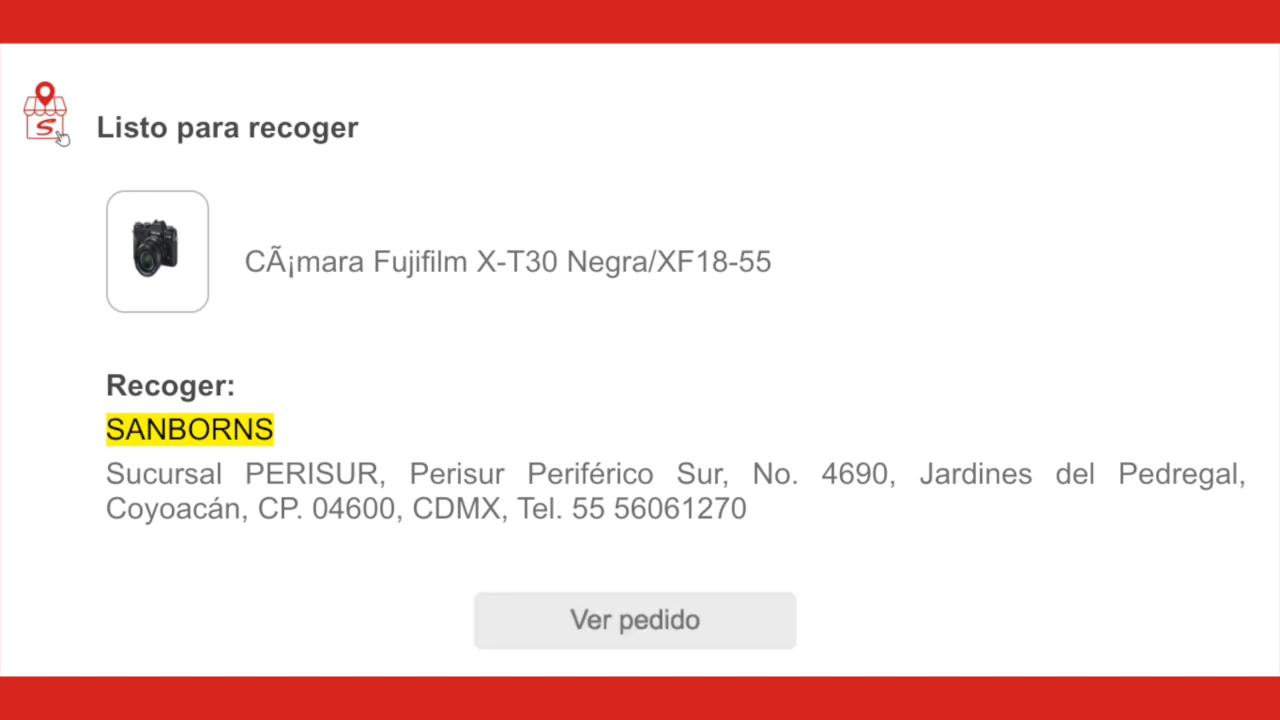 Listo para recoger
CÃ¡mara Fujifilm X-T30 Negra/XF18-55
Recoger:
SANBORNS
Sucursal PERISUR, Perisur Periférico Sur, No. 4690, Jardines del Pedregal,
Coyoacán, CP. 04600, CDMX, Tel. 55 56061270
Ver pedido